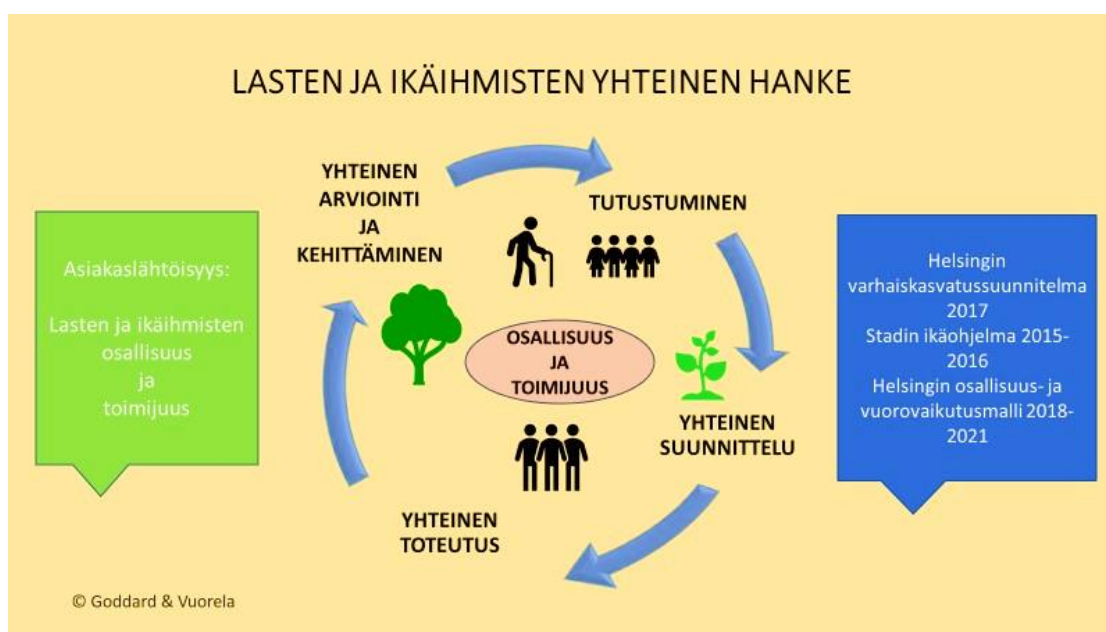 LASTEN JA IKÄIHMISTEN YHTEINEN HANKE
YHTEINEN
ARVIOINTI
JA
KEHITTÄMINEN
TUTUSTUMINEN
Asiakaslähtöisyys:
Lasten ja ikäihmisten
osallisuus
ja
toimijuus
OSALLISUUS
JA
TOIMIJUUS
Helsingin
varhaiskasvatussuunnitelma
2017
Stadin ikäohjelma 2015-
2016
Helsingin osallisuus- ja
vuorovaikutusmalli 2018-
2021
YHTEINEN
SUUNNITTELU
YHTEINEN
TOTEUTUS
© Goddard & Vuorela